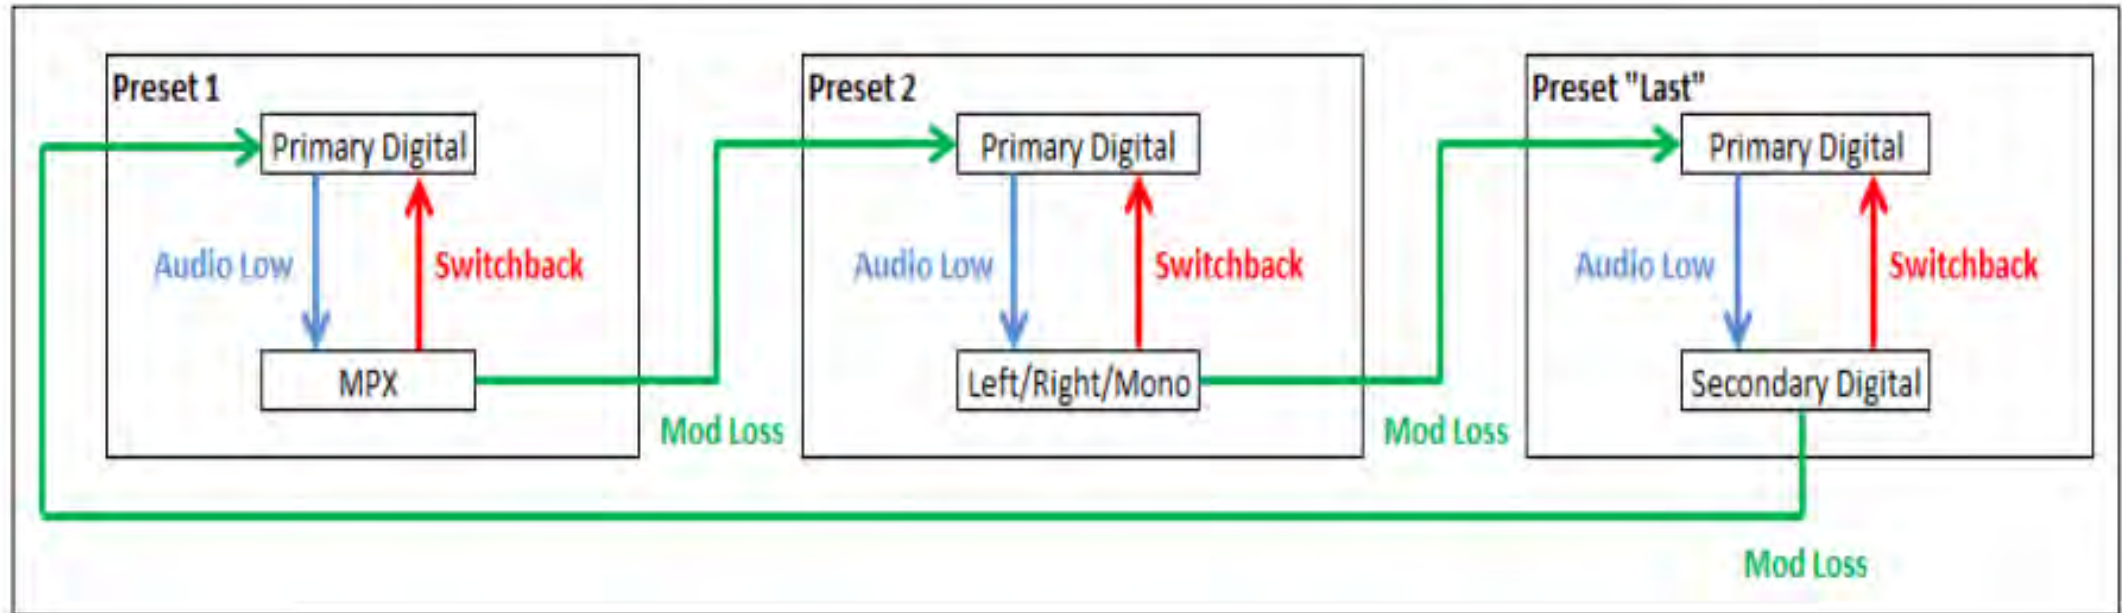 Preset 1
Primary Digital
Audio Low
Switchback
MPX
Mod Loss
Preset 2
Primary Digital
Audio Low
Switchback
Left/Right/Mono
Mod Loss
Preset "Last"
Primary Digital
Audio Low
Switchback
Secondary Digital
Mod Loss